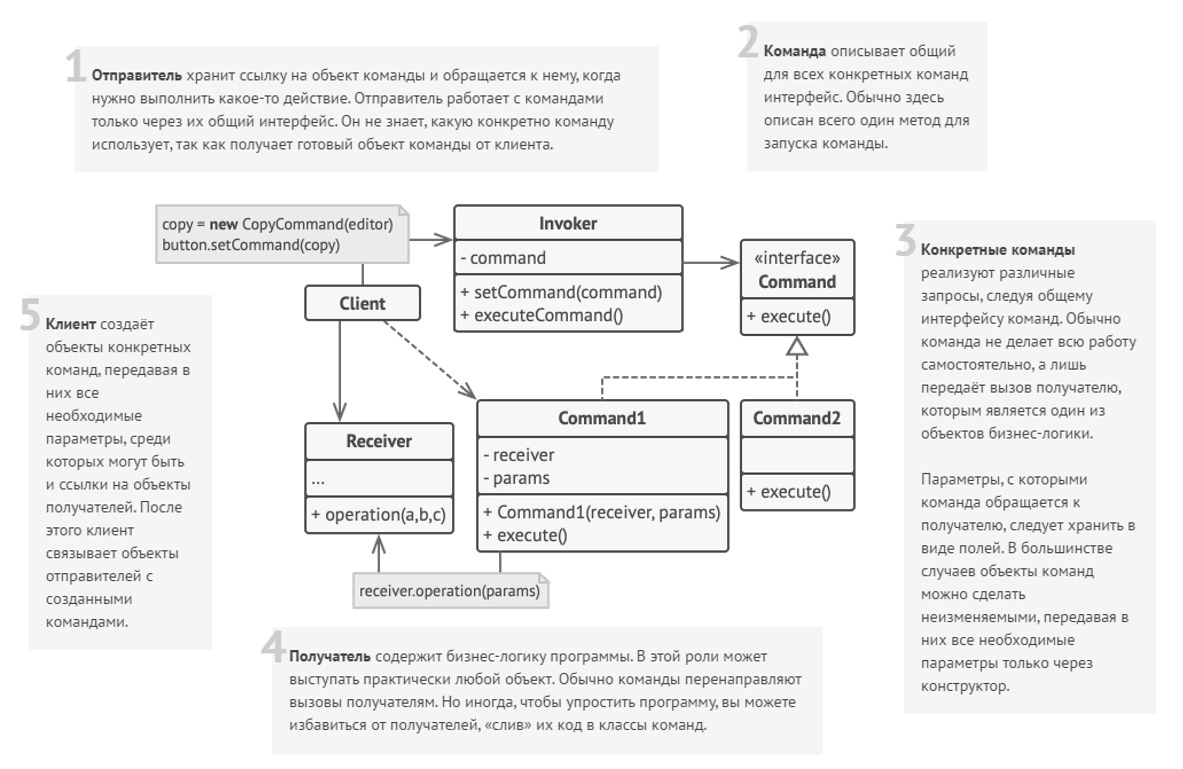 1
Отправитель хранит ссылку на объект команды и обращается к нему, когда
нужно выполнить какое-то действие. Отправитель работает с командами
только через их общий интерфейс. Он не знает, какую конкретно команду
использует, так как получает готовый объект команды от клиента.
2
Команда описывает общий
для всех конкретных команд
интерфейс. Обычно здесь
описан всего один метод для
запуска команды.
copy = new CopyCommand(editor)
button.setCommand(copy)
Client
Invoker
- command
+ setCommand(command)
+ executeCommand()
«interface»
Command
+ execute()
3
Конкретные команды
реализуют различные
запросы, следуя общему
интерфейсу команд. Обычно
команда не делает всю работу
самостоятельно, а лишь
передаёт вызов получателю,
которым является один из
объектов бизнес-логики.
Параметры, с которыми
команда обращается к
получателю, следует хранить в
виде полей. В большинстве
случаев объекты команд
можно сделать
неизменяемыми, передавая в
них все необходимые
параметры только через
конструктор.
5
Клиент создаёт
объекты конкретных
команд, передавая в
них все
необходимые
параметры, среди
которых могут быть
и ссылки на объекты
получателей. После
этого клиент
связывает объекты
отправителей с
созданными
командами.
Receiver
...
+ operation(a,b,c)
Command1
- receiver
- params
+ Command1(receiver, params)
+ execute()
Command2
+ execute()
receiver.operation(params)
4
Получатель содержит бизнес-логику программы. В этой роли может
выступать практически любой объект. Обычно команды перенаправляют
вызовы получателям. Но иногда, чтобы упростить программу, вы можете
избавиться от получателей, «слив» их код в классы команд.